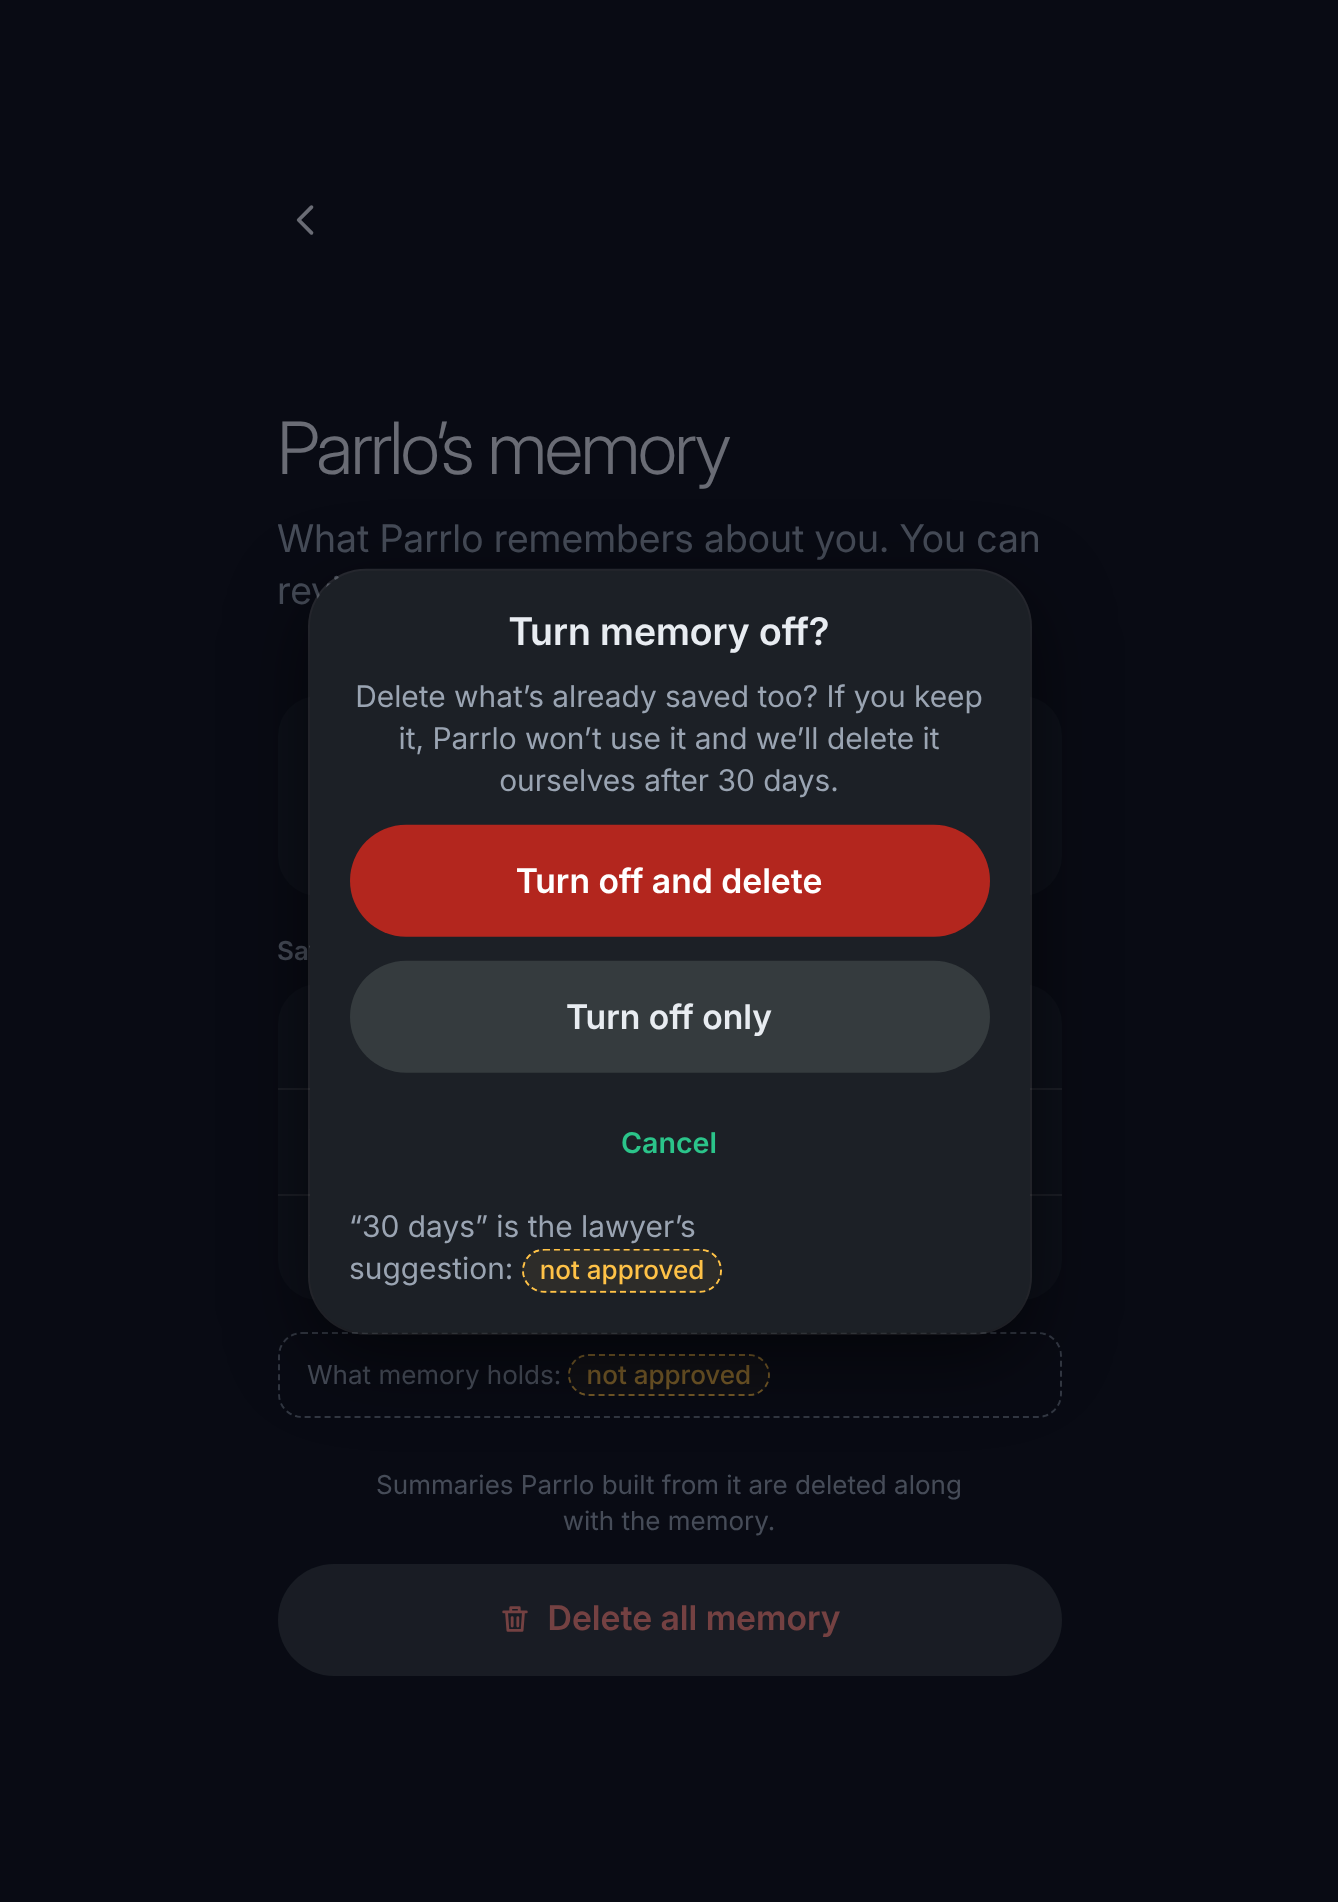 Parrlo’s memory
What Parrlo remembers about you. You can
Turn memory off?
Delete what’s already saved too? If you keep
it, Parrlo won’t use it and we’ll delete it
ourselves after 30 days.
Turn off and delete
Turn off only
Cancel
“30 days” is the lawyer’s
suggestion: not approved
What memory holds: not approved
Summaries Parrlo built from it are deleted along
with the memory.
Delete all memory